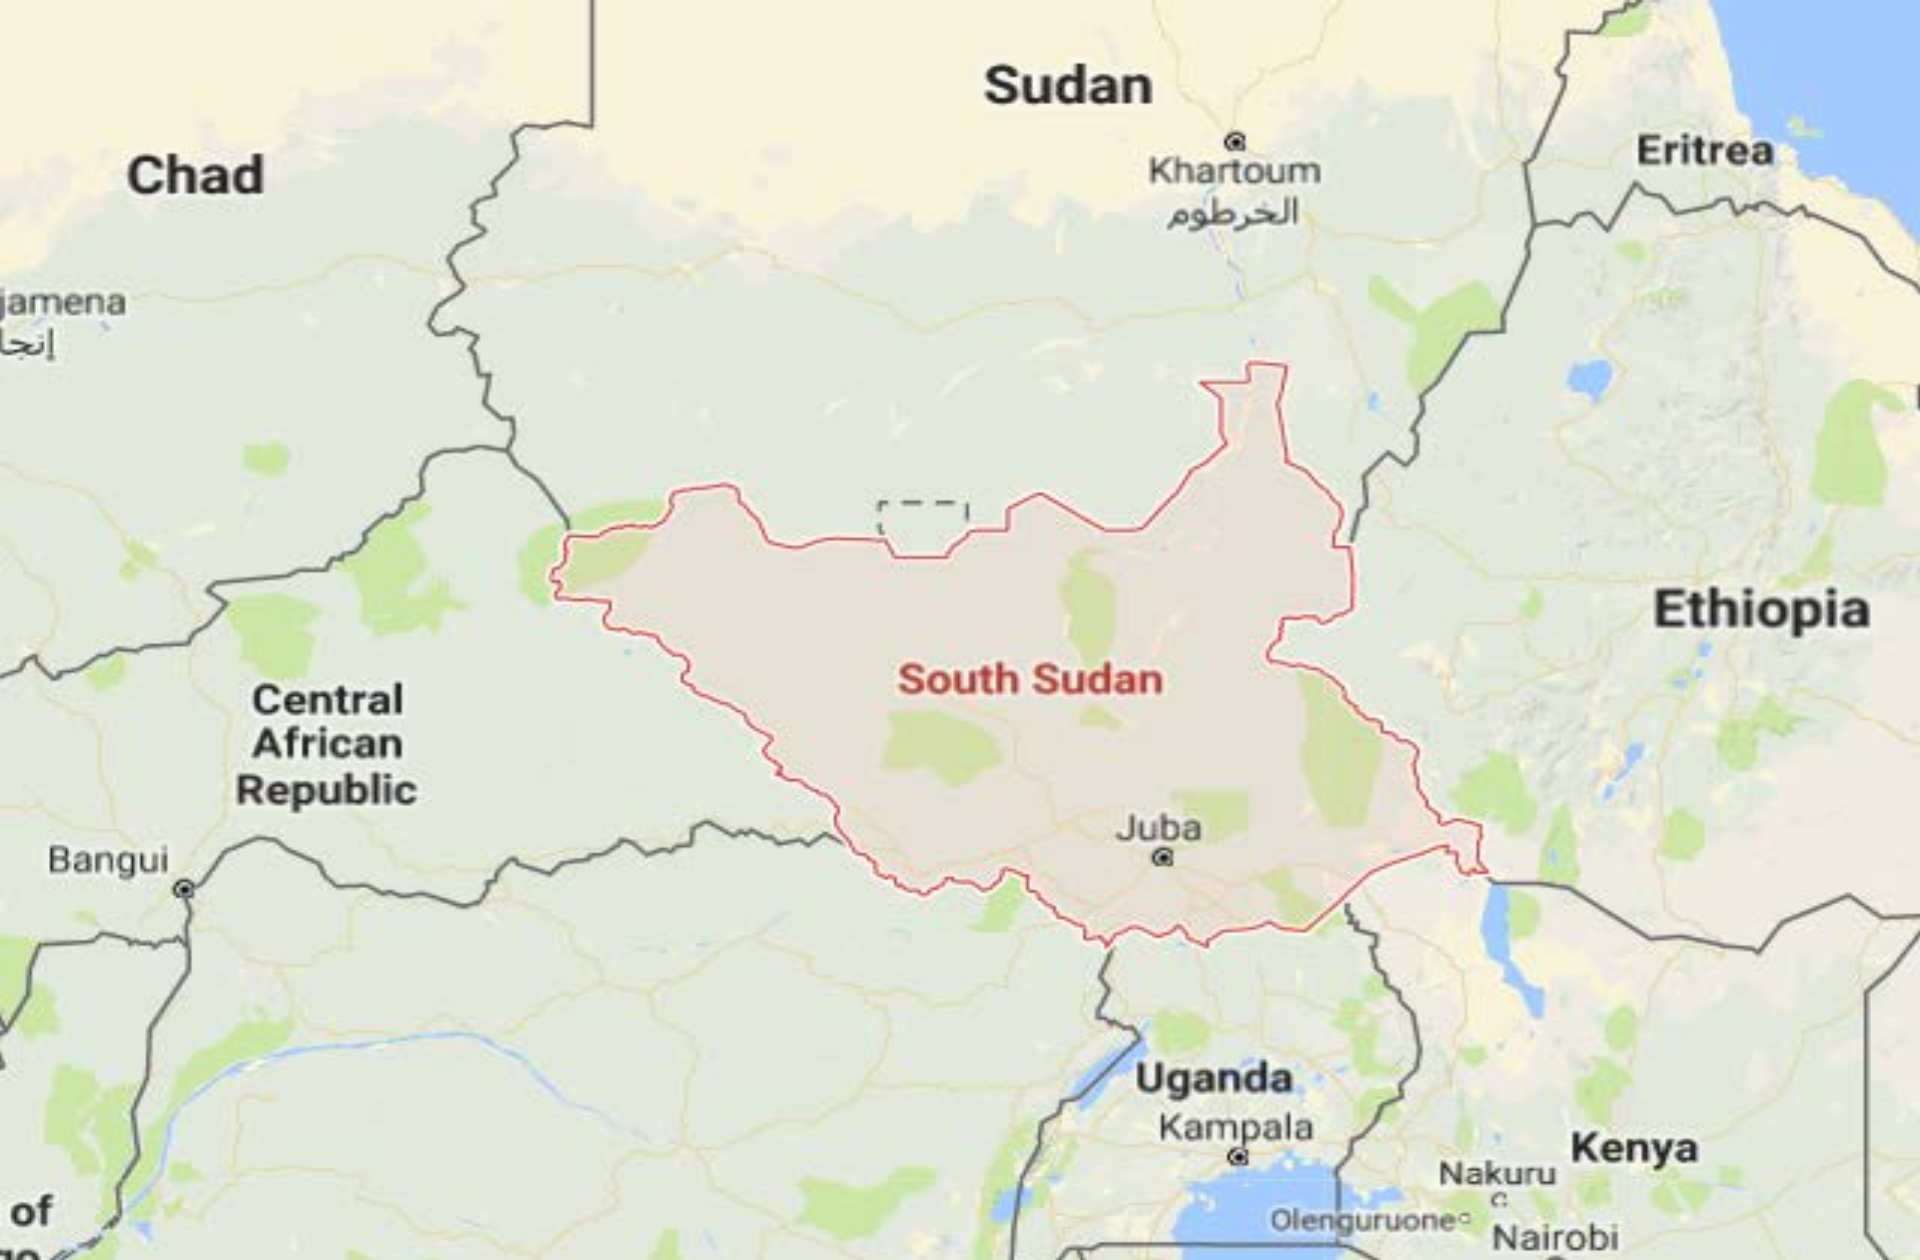 Sudan
Chad
Khartoum
الخرطوم
Eritrea
jamena
إنجا
Ethiopia
South Sudan
Central
African
Republic
Juba
Bangui
Uganda
Kampala
Kenya
Nakuru
of
Olenguruone
Nairobi